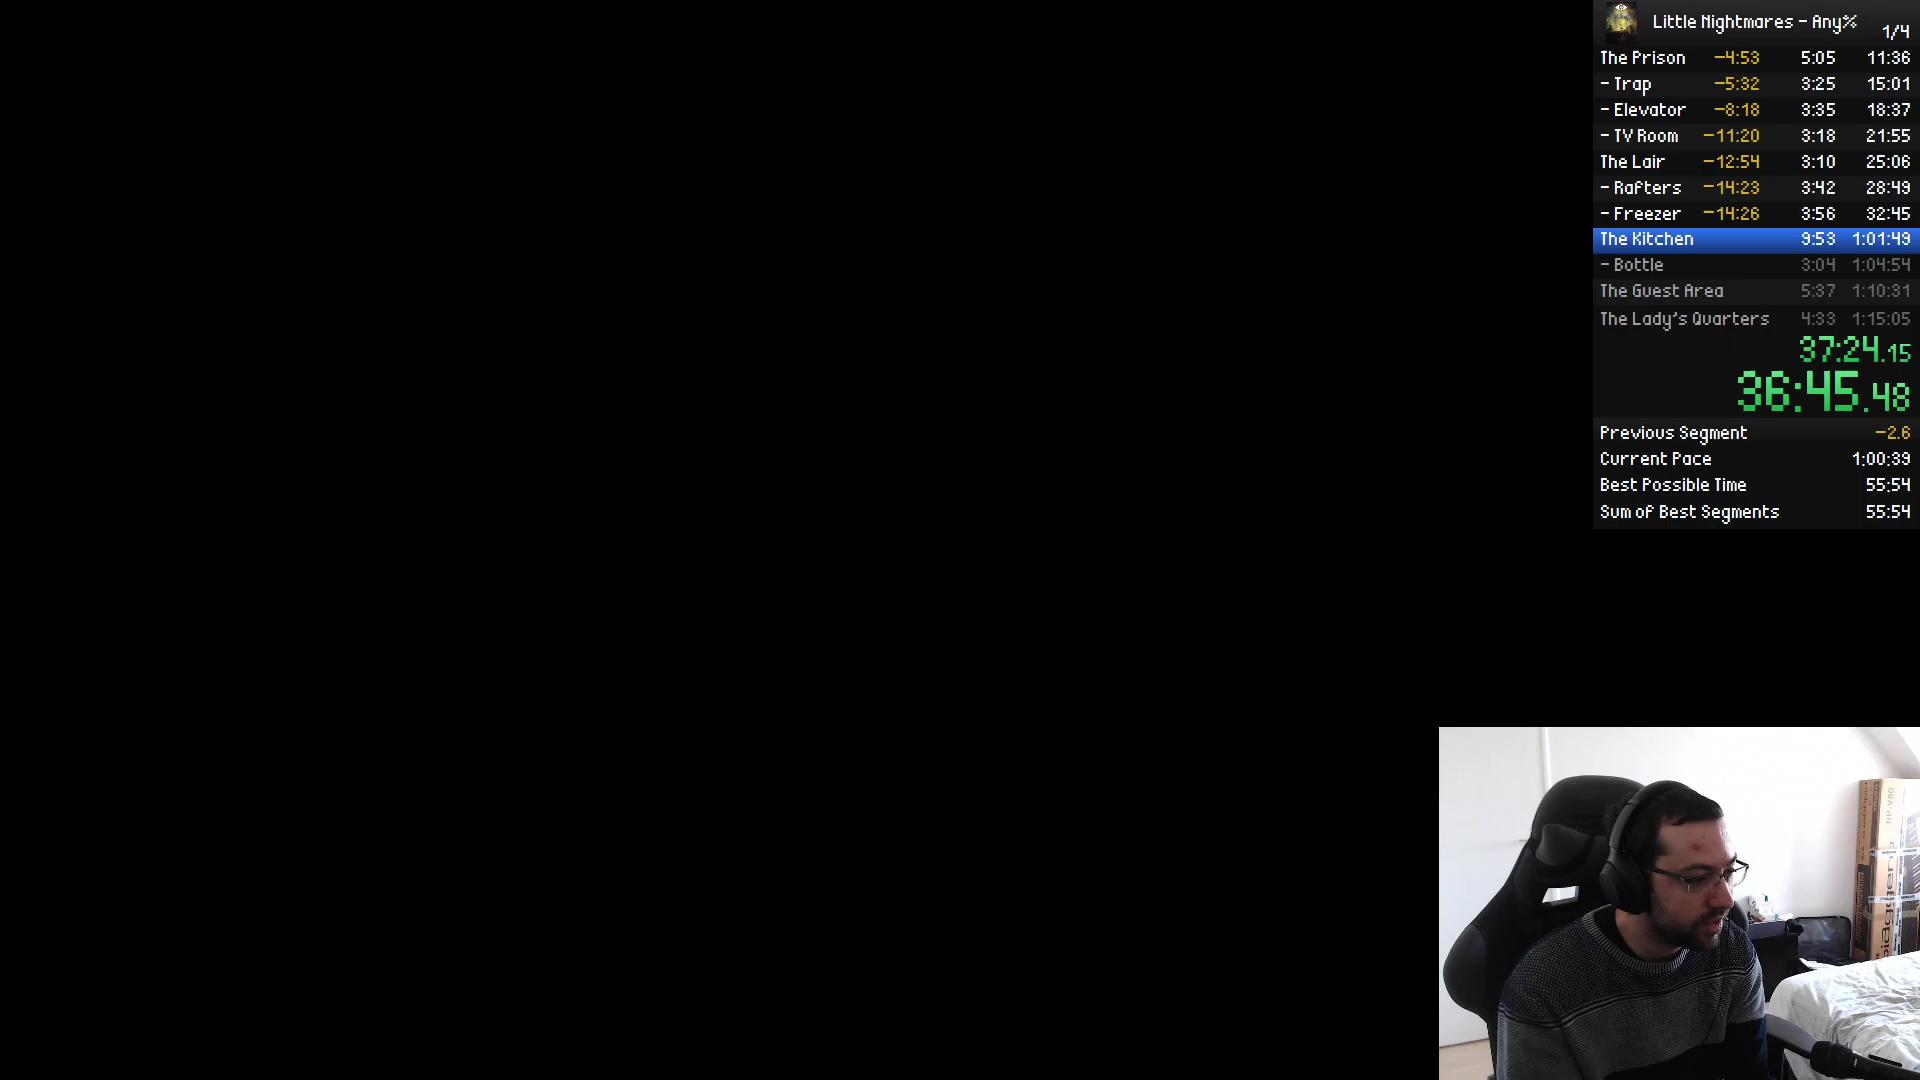 Little Nightmares - Any%
1/4
The Prison -4:53 5:05 11:36
- Trap -5:32 3:25 15:01
- Elevator -8:18 3:35 18:37
- TV Room -11:20 3:18 21:55
The Lair -12:54 3:10 25:06
- Rafters -14:23 3:42 28:49
- Freezer -14:26 3:56 32:45
The Kitchen 9:53 1:01:49
- Bottle 3:04 1:04:54
The Guest Area 5:37 1:10:31
The Lady's Quarters 4:33 1:15:05
37:24.15
36:45.48
Previous Segment -2.6
Current Pace 1:00:39
Best Possible Time 55:54
Sum of Best Segments 55:54
NP-V80